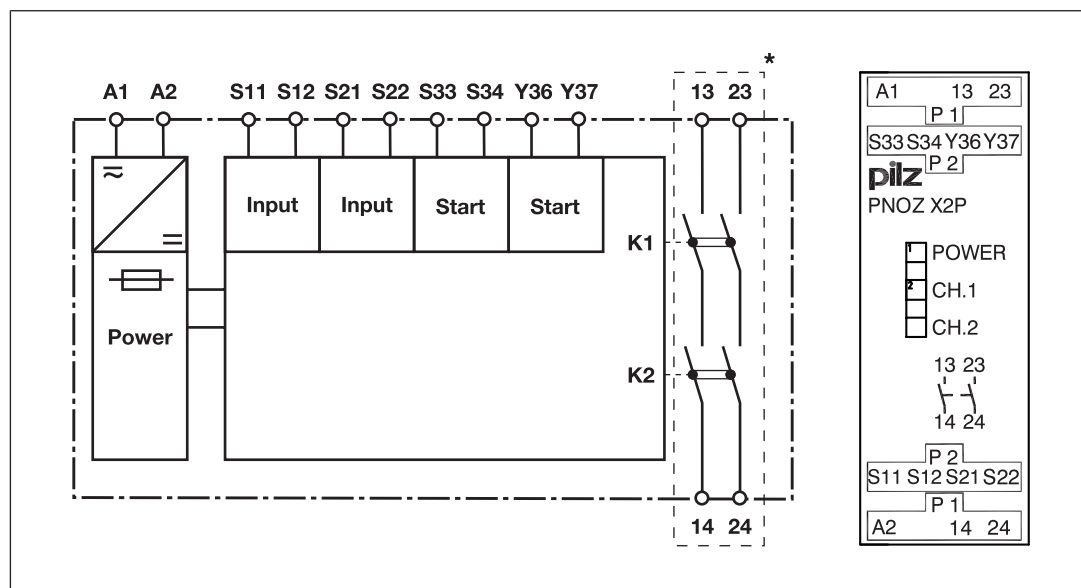 *
A1 A2 S11 S12 S21 S22 S33 S34 Y36 Y37 13 23
Input Input Start Start
K1
Power
K2
14 24
A1 13 23
P 1
S33 S34 Y36 Y37
P 2
pilz
PNOZ X2P
1 POWER
2 CH.1
CH.2
13 23
14 24
P 2
S11 S12 S21 S22
P 1
A2 14 24